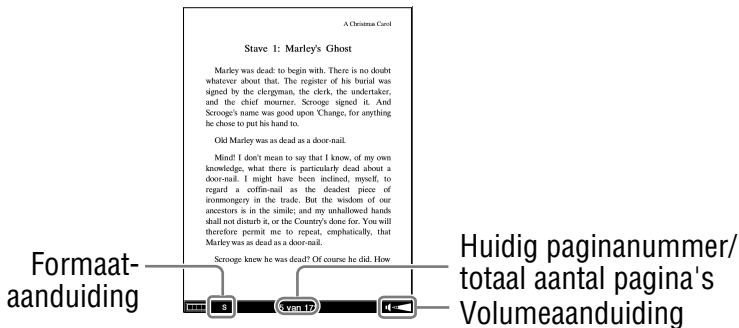 A Christmas Carol
Stave 1: Marley's Ghost
Marley was dead: to begin with. There is no doubt
whatever about that. The register of his burial was
signed by the clergyman, the clerk, the undertaker,
and the chief mourner. Scrooge signed it. And
Scrooge's name was good upon 'Change, for anything
he chose to put his hand to.
Old Marley was as dead as a door-nail.
Mind! I don't mean to say that I know, of my own
knowledge, what there is particularly dead about a
door-nail. I might have been inclined, myself, to
regard a coffin-nail as the deadest piece of
ironmongery in the trade. But the wisdom of our
ancestors is in the simile; and my unhallowed hands
shall not disturb it, or the Country's done for. You will
therefore permit me to repeat, emphatically, that
Marley was as dead as a door-nail.
Scrooge knew he was dead? Of course he did. How
S
5 van 17
Formaat-
aanduiding
Huidig paginanummer/
totaal aantal pagina's
Volumeaanduiding